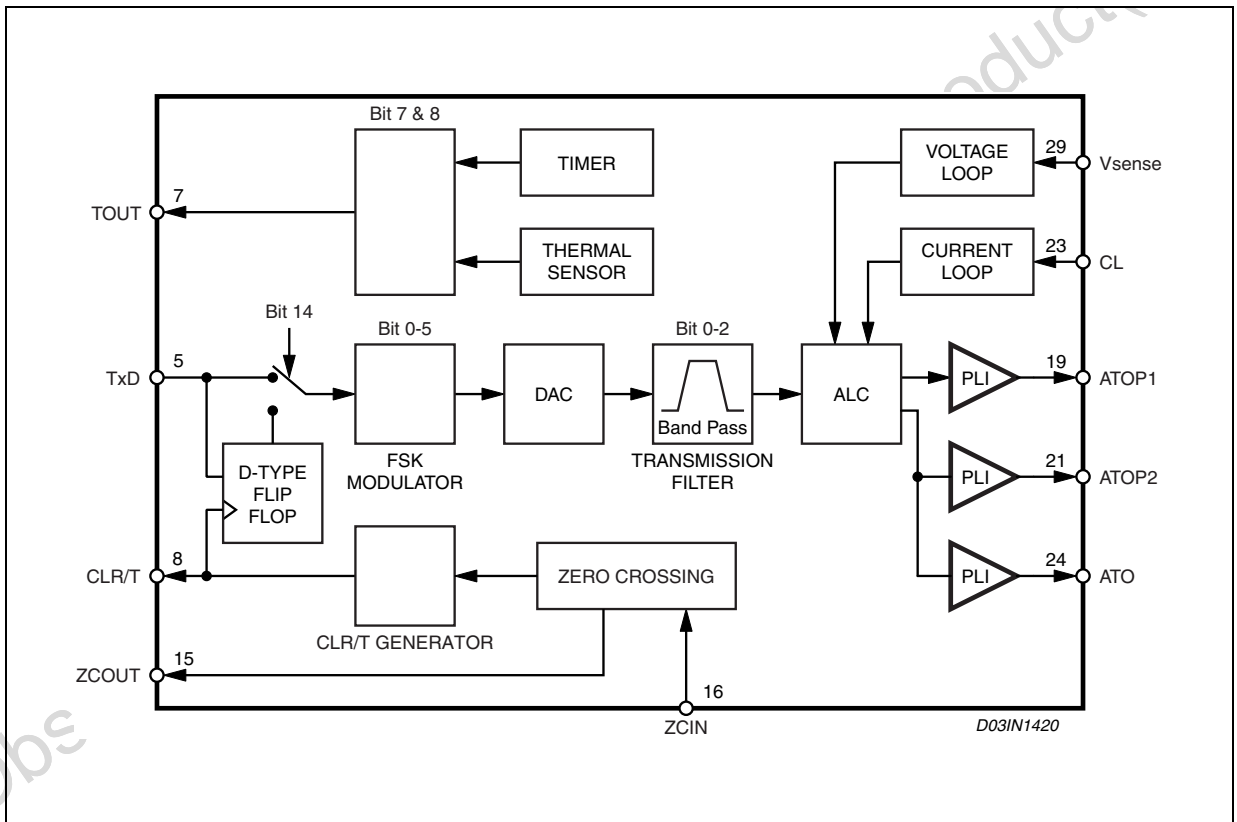 Bit 7 & 8
TIMER
VOLTAGE
LOOP
29
Vsense
7
TOUT
THERMAL
SENSOR
CURRENT
LOOP
23
CL
Bit 14
Bit 0-5
Bit 0-2
5
TxD
DAC
Band Pass
ALC
PLI
19
ATOP1
FSK
MODULATOR
TRANSMISSION
FILTER
D-TYPE
FLIP
FLOP
PLI
21
ATOP2
8
CLR/T
ZERO CROSSING
PLI
24
ATO
CLR/T GENERATOR
15
ZCOUT
16
ZCIN
D03IN1420